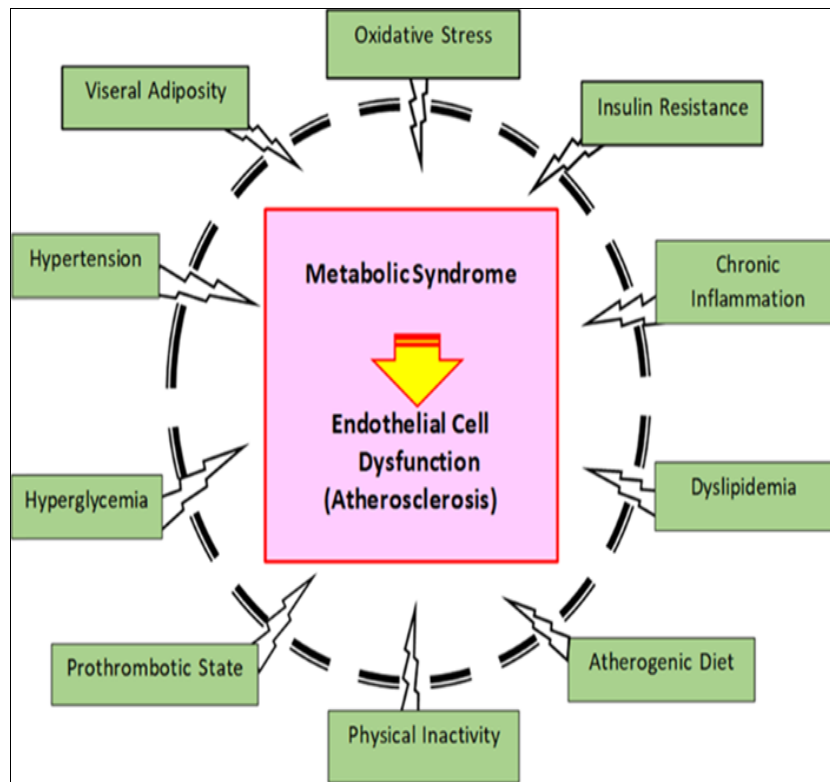 Oxidative Stress
Viseral Adiposity
Insulin Resistance
Hypertension
Metabolic Syndrome
Chronic
Inflammation
Endothelial Cell
Dysfunction
(Atherosclerosis)
Hyperglycemia
Dyslipidemia
Prothrombotic State
Atherogenic Diet
Physical Inactivity